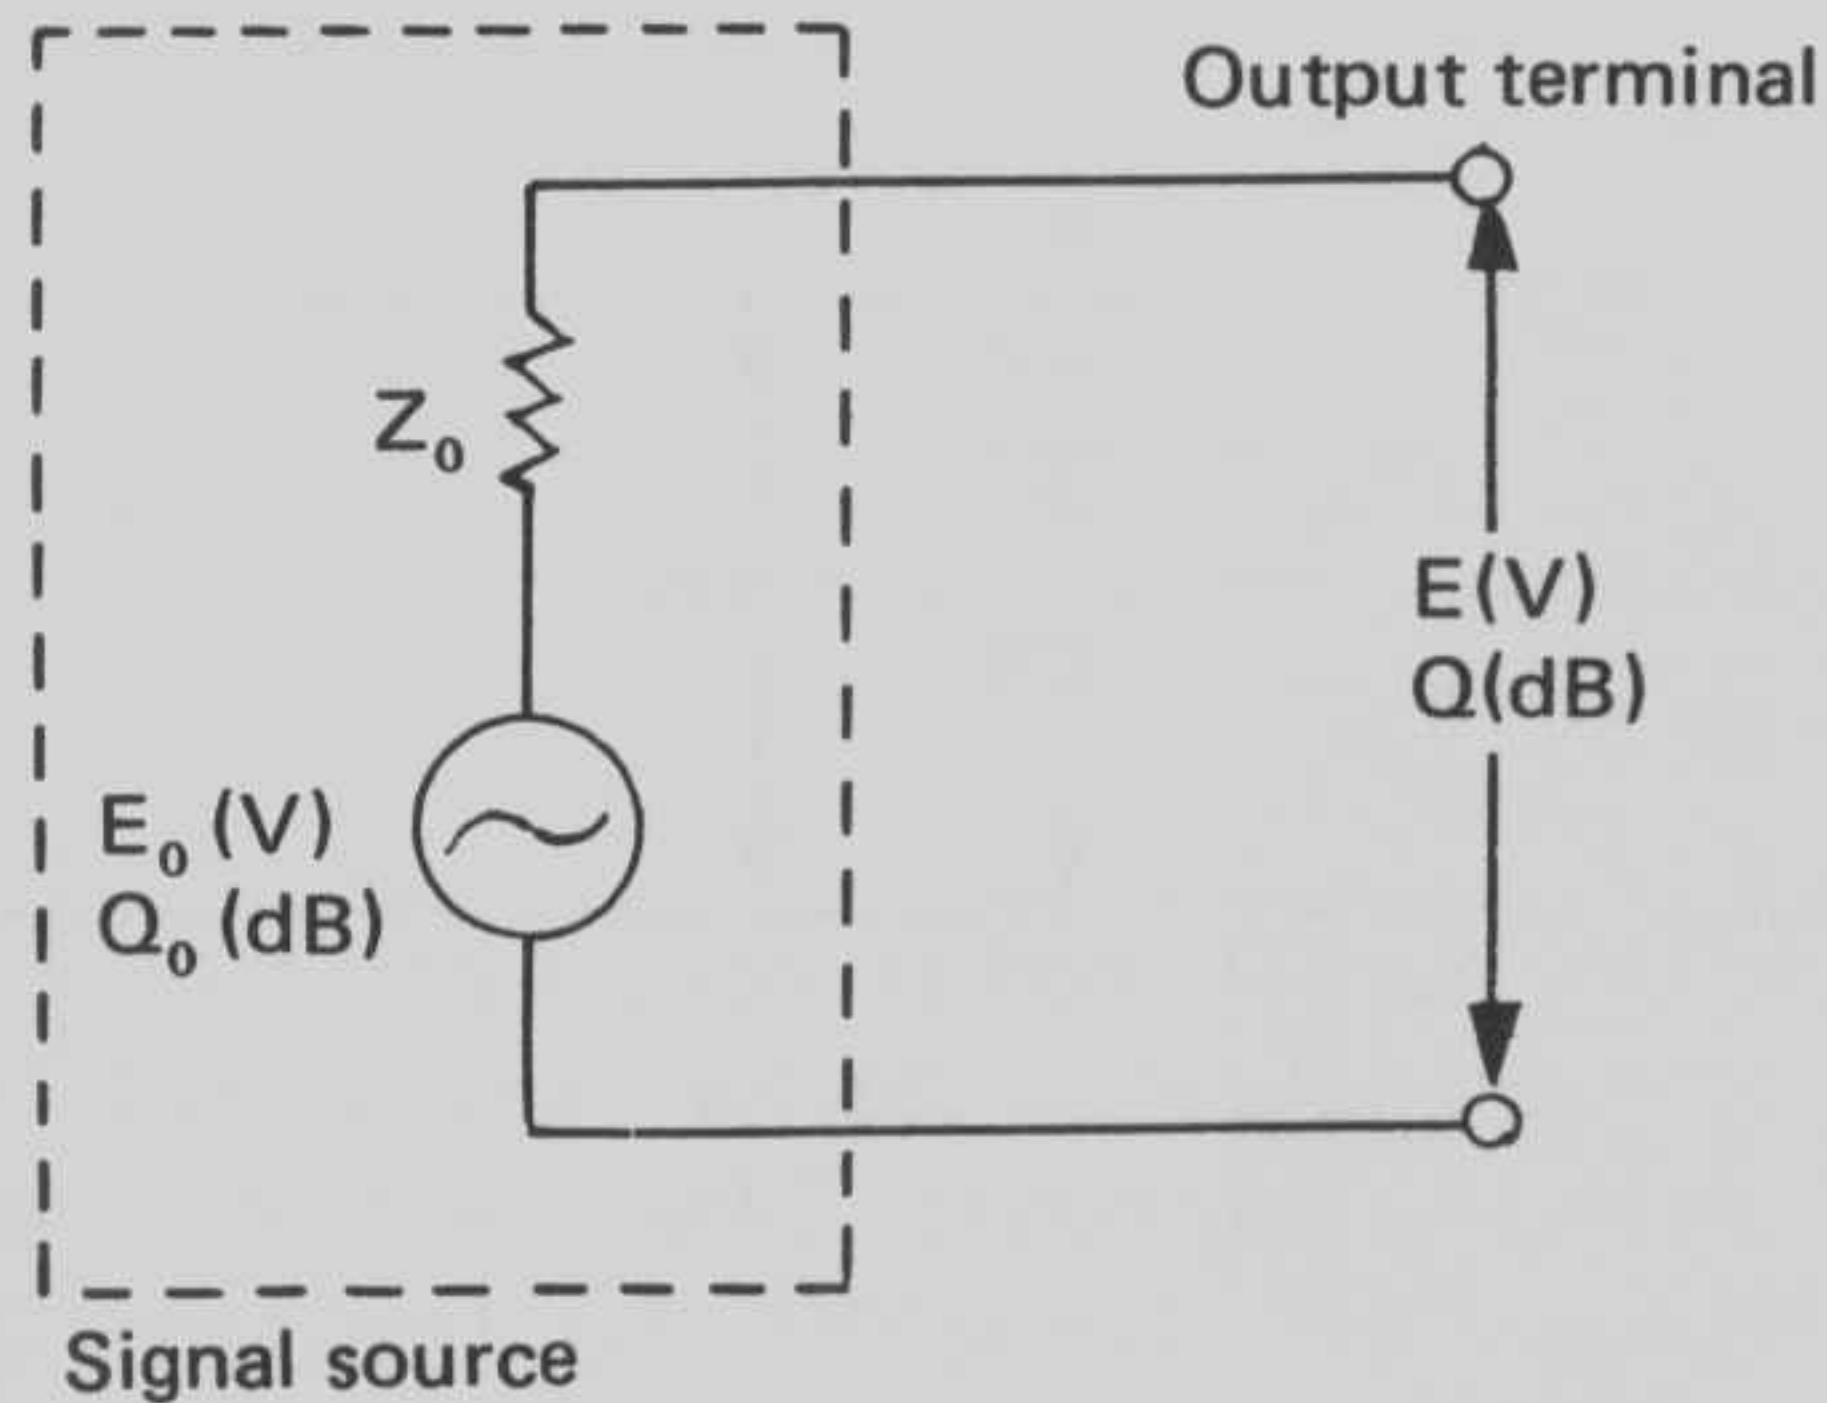 Output terminal
Z₀
E(V)
Q(dB)
E₀ (V)
Q₀ (dB)
Signal source